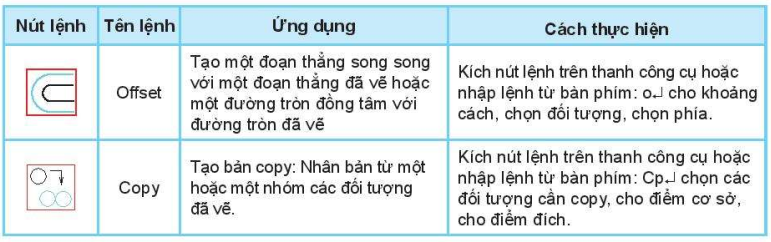 Nút lệnh Tên lệnh Ứng dụng Cách thực hiện
Offset
Tạo một đoạn thẳng song song
với một đoạn thẳng đã vẽ hoặc
một đường tròn đồng tâm với
đường tròn đã vẽ
Kích nút lệnh trên thanh công cụ hoặc
nhập lệnh từ bàn phím: o↵ cho khoảng
cách, chọn đối tượng, chọn phía.
Copy
Tạo bản copy: Nhân bản từ một
hoặc một nhóm các đối tượng
đã vẽ.
Kích nút lệnh trên thanh công cụ hoặc
nhập lệnh từ bàn phím: Cp↵ chọn các
đối tượng cần copy, cho điểm cơ sở,
cho điểm đích.